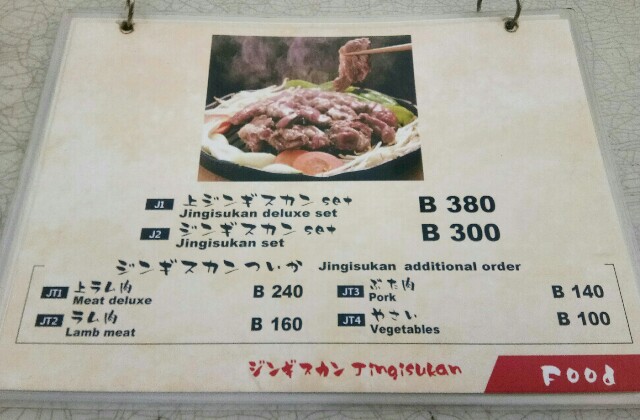 J1 上ジンギスカン set B 380
Jingisukan deluxe set
J2 ジンギスカン set B 300
Jingisukan set
ジンギスカンついか Jingisukan additional order
JT1 上ラム肉 B 240
Meat deluxe
JT2 ラム肉 B 160
Lamb meat
JT3 ぶた肉 B 140
Pork
JT4 やさい B 100
Vegetables
ジンギスカン Jingisukan
Food